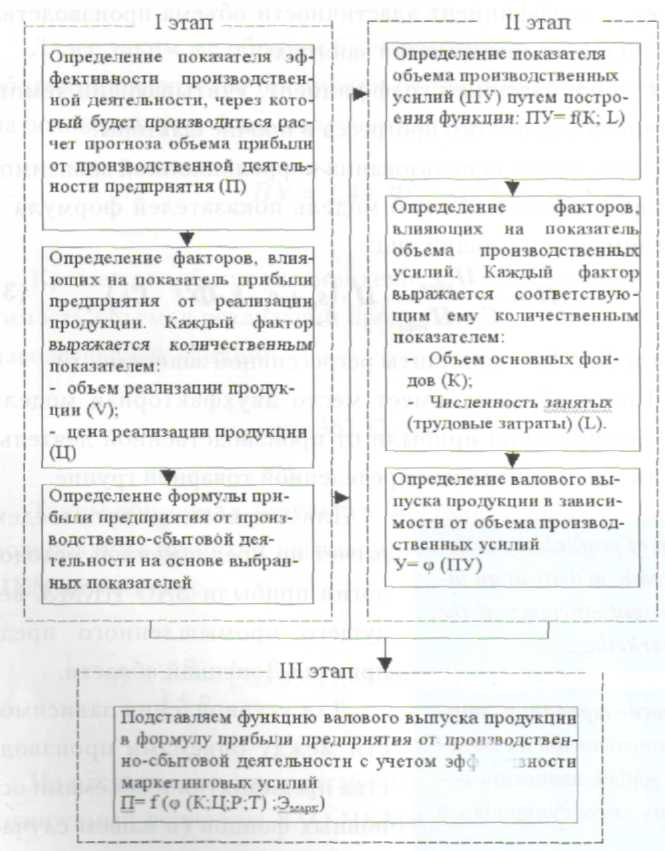 I этап
Определение показателя эф-
фективности производствен-
ной деятельности, через кото
рый будет производиться рас-
чет прогноза объема прибыли
от производственной деятель-
ности предприятия (П)
Определение факторов, вли-
яющих на показатель прибыли
предприятия от реализации
продукции. Каждый фактор
выражается количественным
показателем:
- объем реализации продук-
ции (V);
- цена реализации продукции
(Ц)
Определение формулы при-
были предприятия от произ-
водственно-сбытовой дея-
тельности на основе выбран-
ных показателей
II этап
Определение показателя
объема производственных
усилий (ПУ) путем постро-
ения функции: ПУ= f(K; L)
Определение факторов,
влияющих на показатель
объема производственных
усилий. Каждый фактор
выражается соответствую-
щим ему количественным
показателем:
- Объем основных фон-
дов (К);
- Численность занятых
(трудовые затраты) (L).
Определение валового вы-
пуска продукции в зависи-
мости от объема производ-
ственных усилий
У= φ (ПУ)
III этап
Подставляем функцию валового выпуска продукции
в формулу прибыли предприятия от производствен-
но-сбытовой деятельности с учетом
маркетинговых усилий
П= f (φ (К;Ц;Р;Т) ;Эмарк)